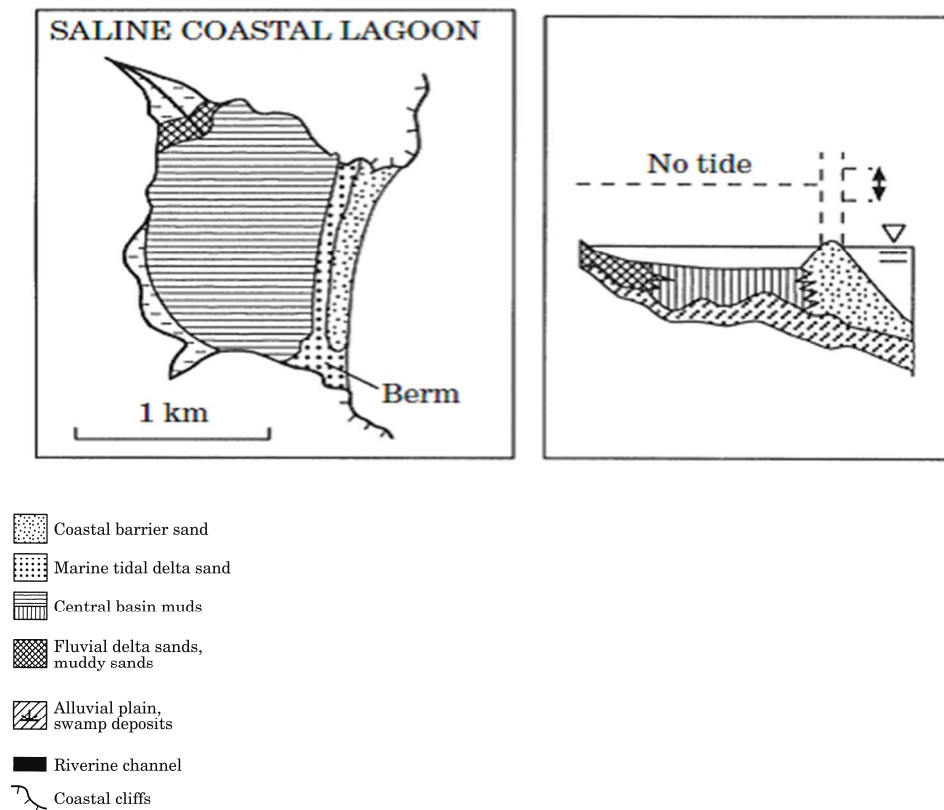 SALINE COASTAL LAGOON
Berm
1 km
No tide
Coastal barrier sand
Marine tidal delta sand
Central basin muds
Fluvial delta sands,
muddy sands
Alluvial plain,
swamp deposits
Riverine channel
Coastal cliffs